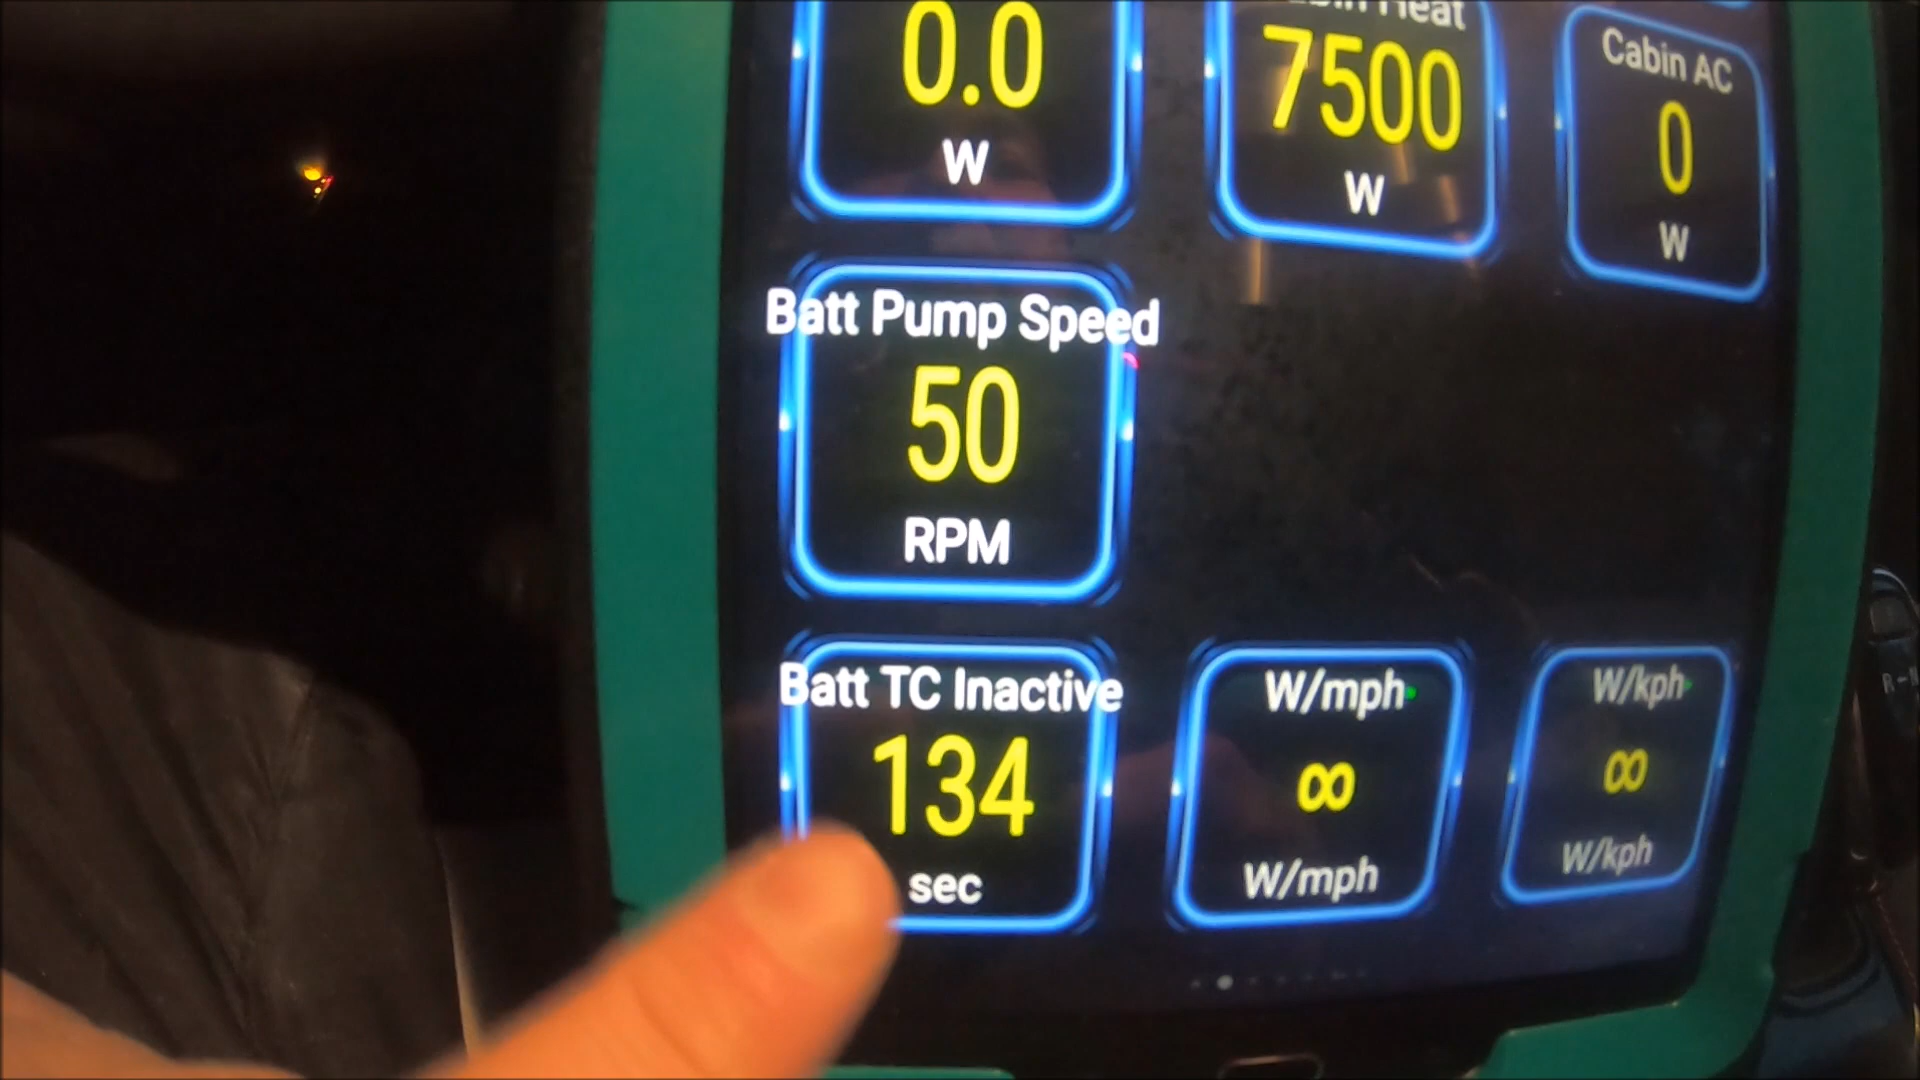 0.0
W
Heat
7500
W
Cabin AC
0
W
Batt Pump Speed
50
RPM
Batt TC Inactive
134
sec
W/mph
∞
W/mph
W/kph
∞
W/kph
R-N